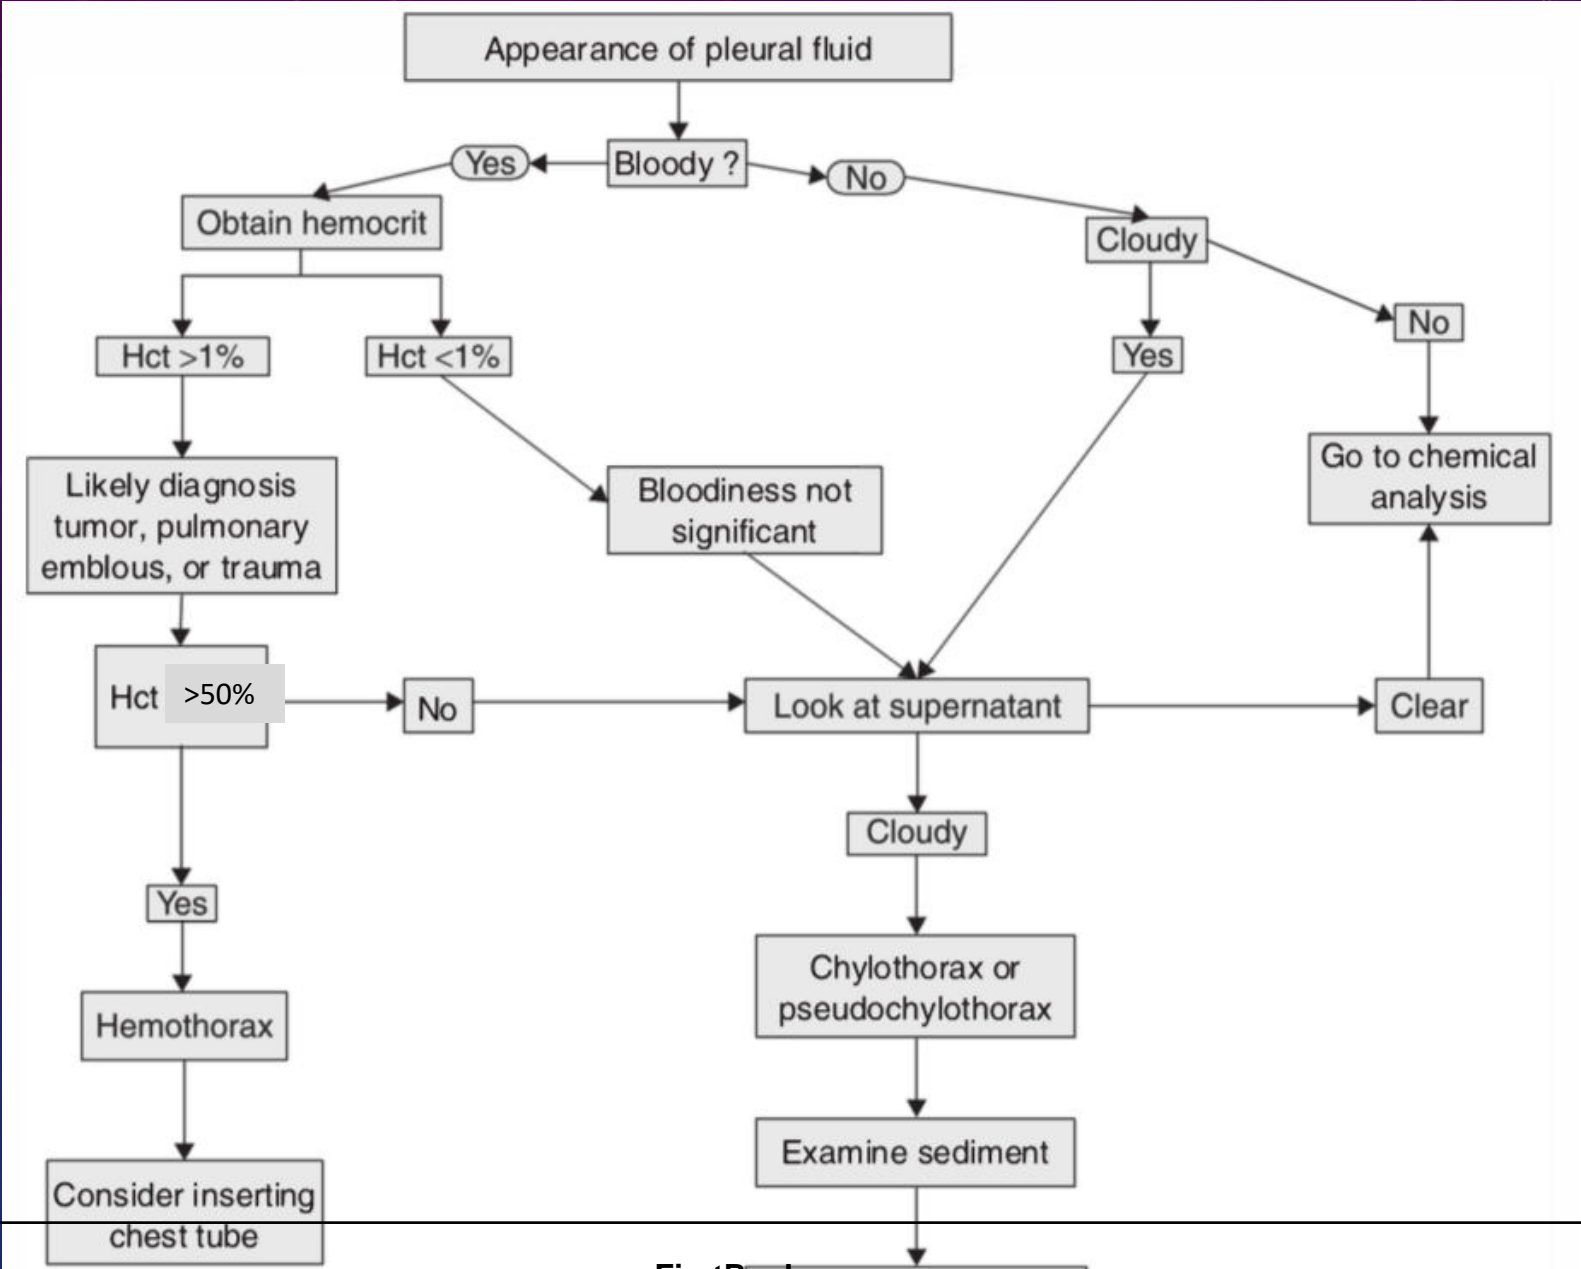 Appearance of pleural fluid
Yes
Bloody ?
No
Obtain hemocrit
Cloudy
No
Hct >1%
Hct <1%
Yes
Go to chemical
analysis
Likely diagnosis
tumor, pulmonary
emblous, or trauma
Bloodiness not
significant
Hct >50%
No
Look at supernatant
Clear
Cloudy
Yes
Chylothorax or
pseudochylothorax
Hemothorax
Examine sediment
Consider inserting
chest tube